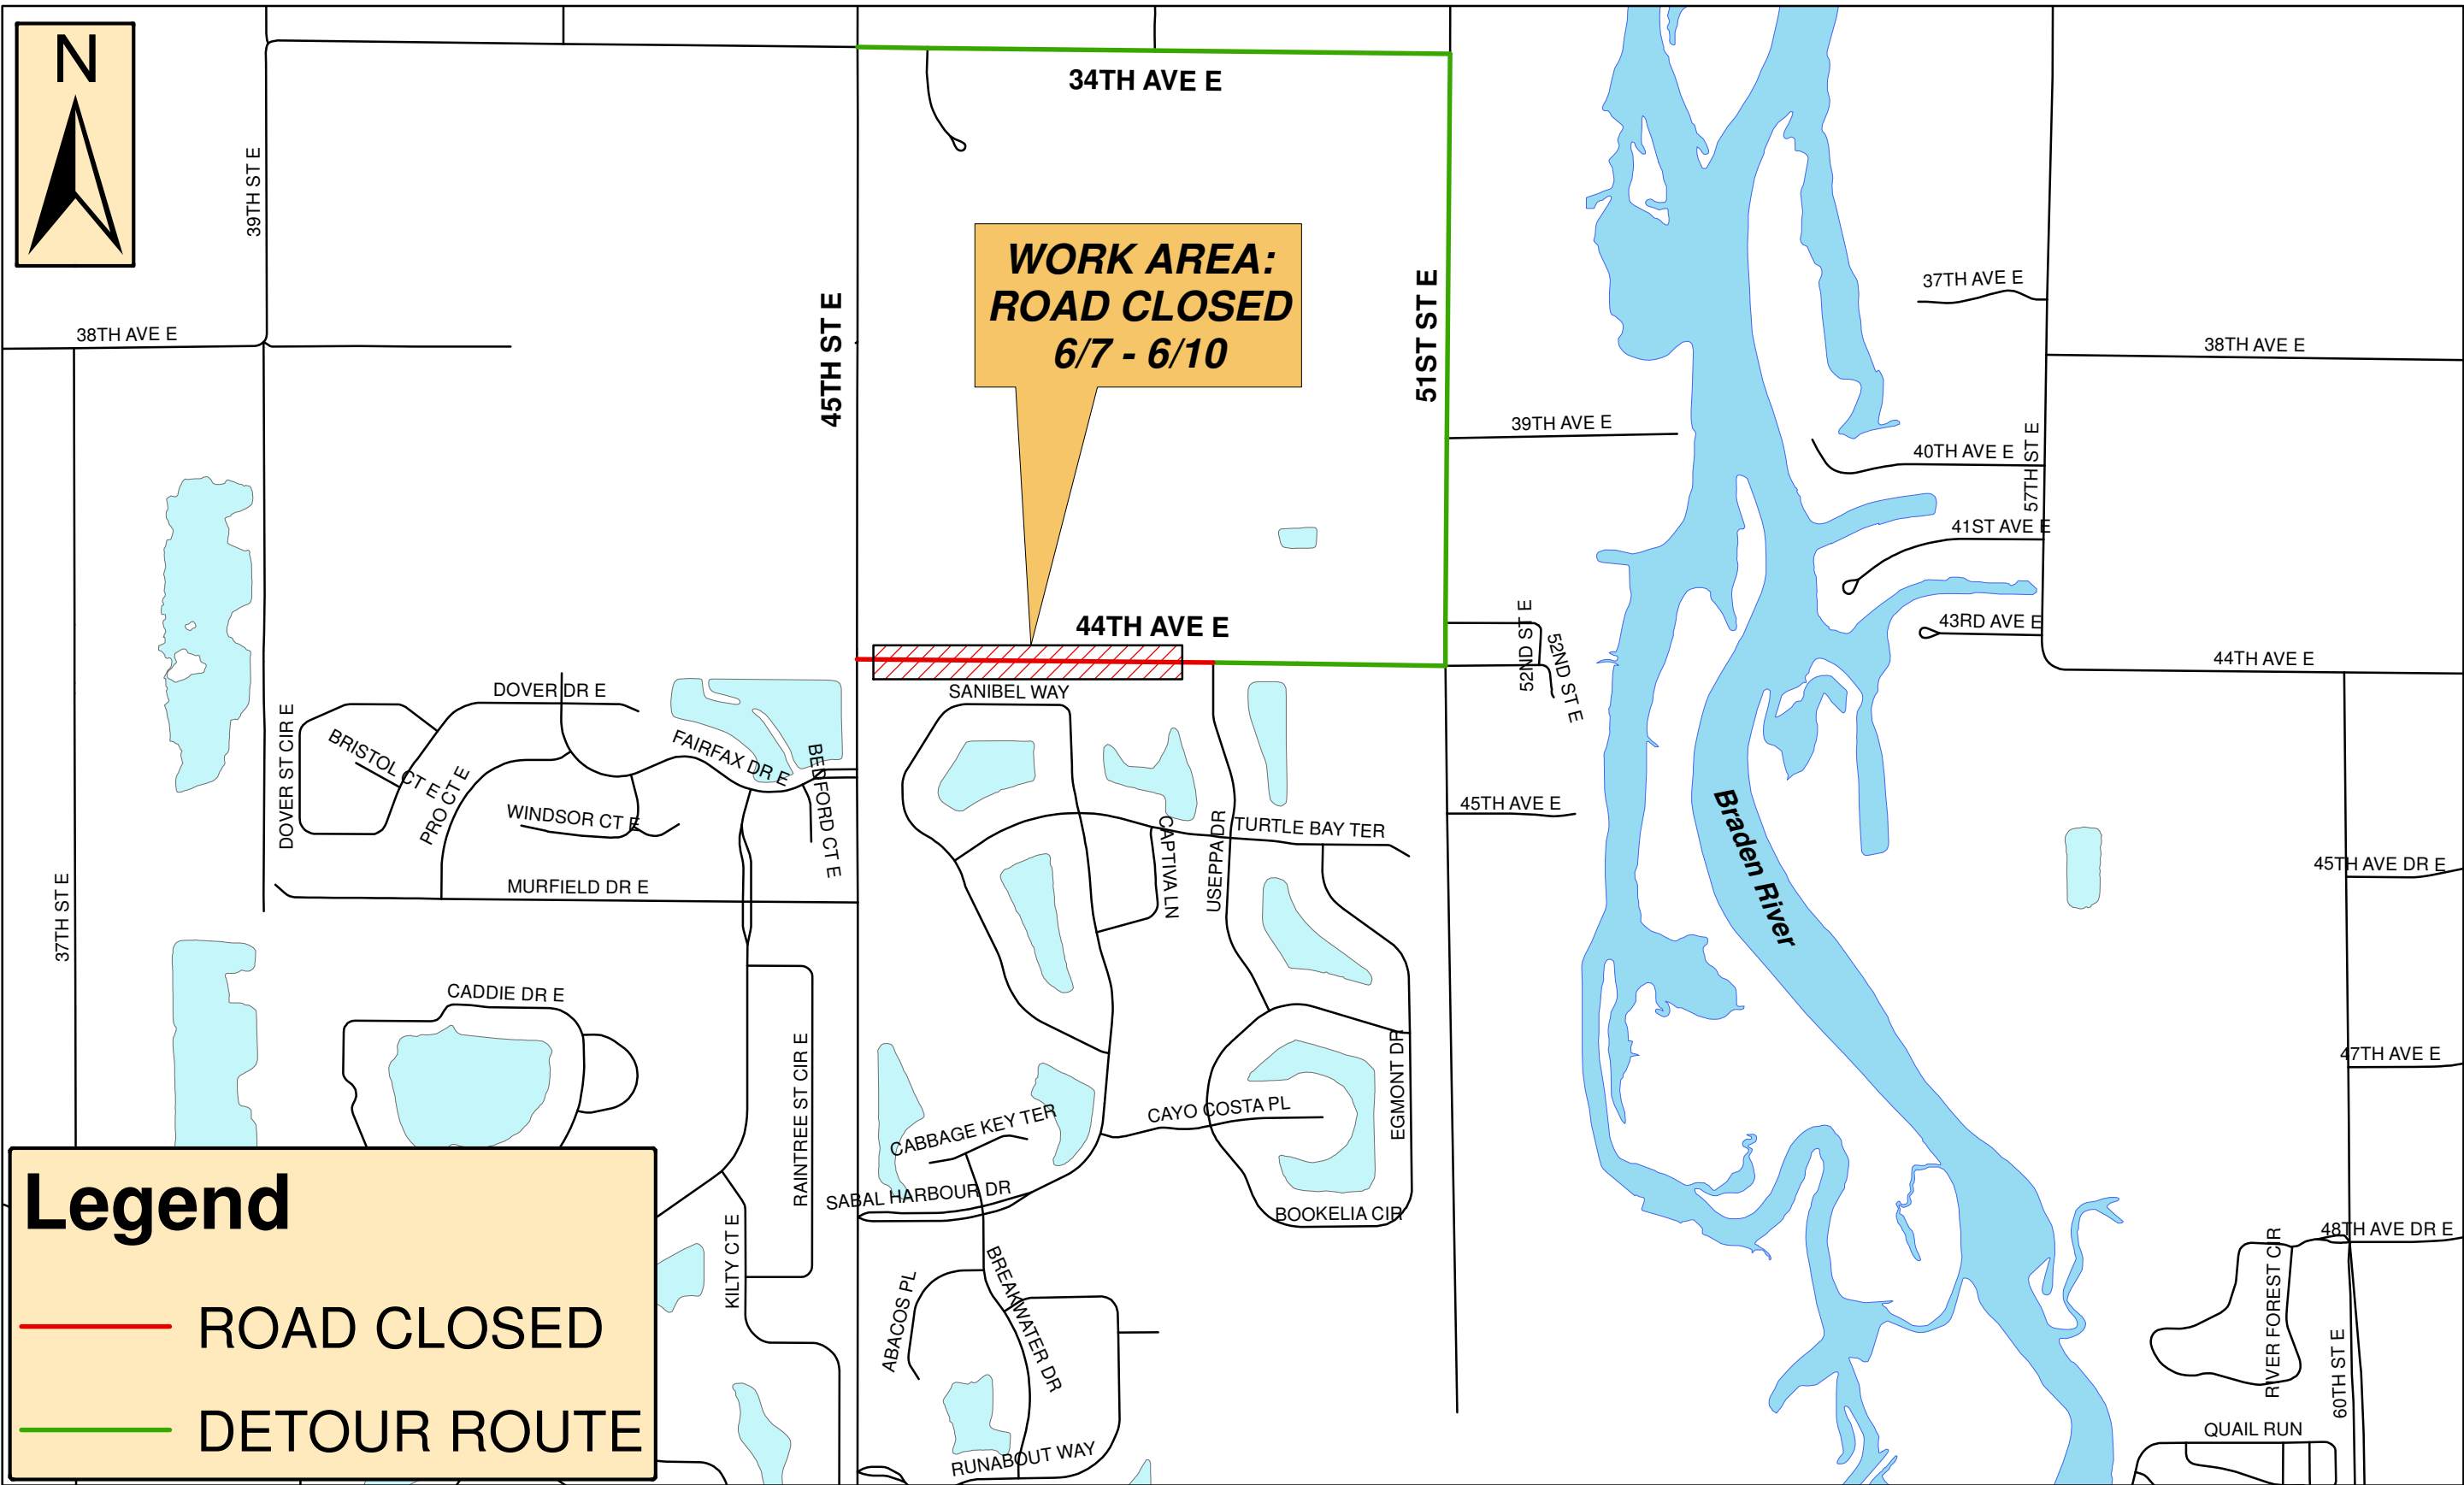 N
34TH AVE E
39TH ST E
WORK AREA:
ROAD CLOSED
6/7 - 6/10
45TH ST E
51ST ST E
37TH AVE E
38TH AVE E
38TH AVE E
39TH AVE E
40TH AVE E
57TH ST E
41ST AVE E
44TH AVE E
43RD AVE E
52ND ST E
52ND ST E
44TH AVE E
DOVER DR E
SANIBEL WAY
DOVER ST CIR E
BRISTOL CT E
PRO CT E
FAIRFAX DR E
BEDFORD CT E
WINDSOR CT E
CAPTIVA LN
USEPPA DR
TURTLE BAY TER
45TH AVE E
Braden River
45TH AVE DR E
37TH ST E
MURFIELD DR E
CADDIE DR E
RAINTREE ST CIR E
EGMONT DR
47TH AVE E
CABBAGE KEY TER
CAYO COSTA PL
SABAL HARBOUR DR
BOOKELIA CIR
KILTY CT E
48TH AVE DR E
RIVER FOREST CIR
ABACOS PL
BREAKWATER DR
60TH ST E
RUNABOUT WAY
QUAIL RUN
Legend
ROAD CLOSED
DETOUR ROUTE